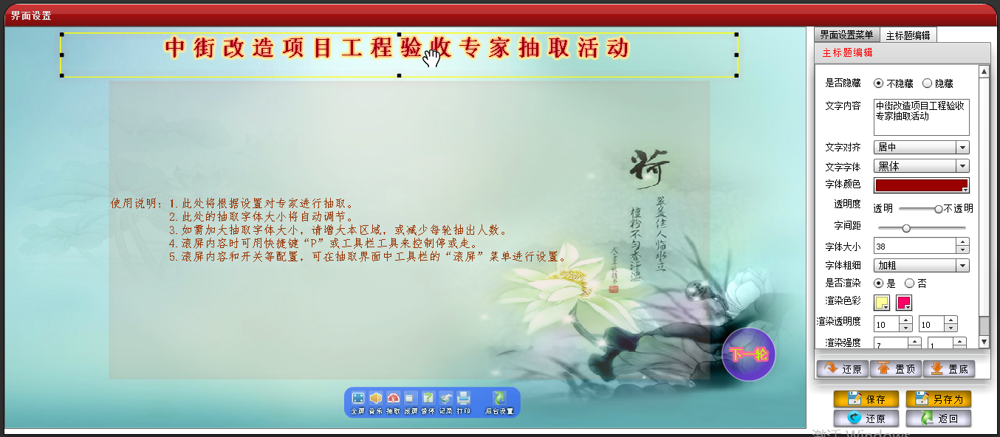 界面设置
中街改造项目工程验收专家抽取活动
使用说明：1.此处将根据设置对专家进行抽取。
2.此处的抽取字体大小将自动调节。
3.如需加大抽取字体大小，请增大本区域，或减少每轮抽出人数。
4.滚屏内容时可用快捷键“P”或工具栏工具来控制停或走。
5.滚屏内容和开关等配置，可在抽取界面中工具栏的“滚屏”菜单进行设置。
荷
翠盖佳人临水立
檀粉不匀香汗湿
下一轮
全屏 音乐 抽取 滚屏 暂停 记录 打印 后台设置
界面设置菜单 主标题编辑
主标题编辑
是否隐藏 不隐藏 隐藏
文字内容 中街改造项目工程验收
专家抽取活动
文字对齐 居中
文字字体 黑体
字体颜色
透明度 透明 不透明
字间距
字体大小 38
字体粗细 加粗
是否渲染 是 否
渲染色彩
渲染透明度 10 10
渲染强度 7 1
还原 置顶 置底
保存 另存为
还原 返回
激活 Windows